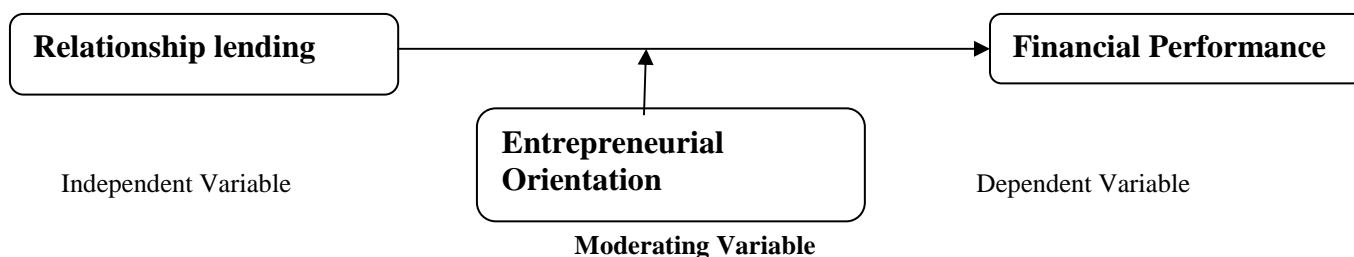 Relationship lending
Financial Performance
Entrepreneurial
Orientation
Independent Variable
Dependent Variable
Moderating Variable